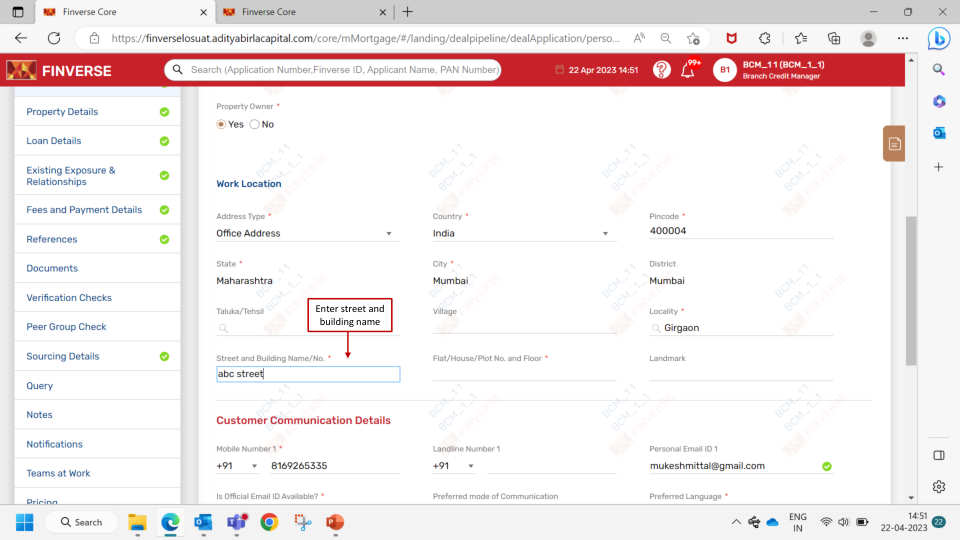 Finverse Core
Finverse Core
https://finverselosuat.adityabirlacapital.com/core/mMortgage/#/landing/dealpipeline/dealApplication/perso...
FINVERSE
Search (Application Number,Finverse ID, Applicant Name, PAN Number)
22 Apr 2023 14:51
99+
B1
BCM_1 1 (BCM_1_1)
Branch Credit Manager
Property Details
Loan Details
Existing Exposure &
Relationships
Fees and Payment Details
References
Documents
Verification Checks
Peer Group Check
Sourcing Details
Query
Notes
Notifications
Teams at Work
Pricing
Property Owner *
Yes No
Work Location
Address Type * Country * Pincode *
Office Address India 400004
State * City * District
Maharashtra Mumbai Mumbai
Enter street and
building name
Taluka/Tehsil Village Locality *
Girgaon
Street and Building Name/No. * Flat/House/Plot No. and Floor * Landmark
abc street
Customer Communication Details
Mobile Number 1 * Landline Number 1 Personal Email ID 1
+91 8169265335 +91 mukeshmittal@gmail.com
Is Official Email ID Available? * Preferred mode of Communication Preferred Language *
BCM_1 1
BCM_1_1
FINVERSE
Search
ENG
IN
14:51
22-04-2023
22